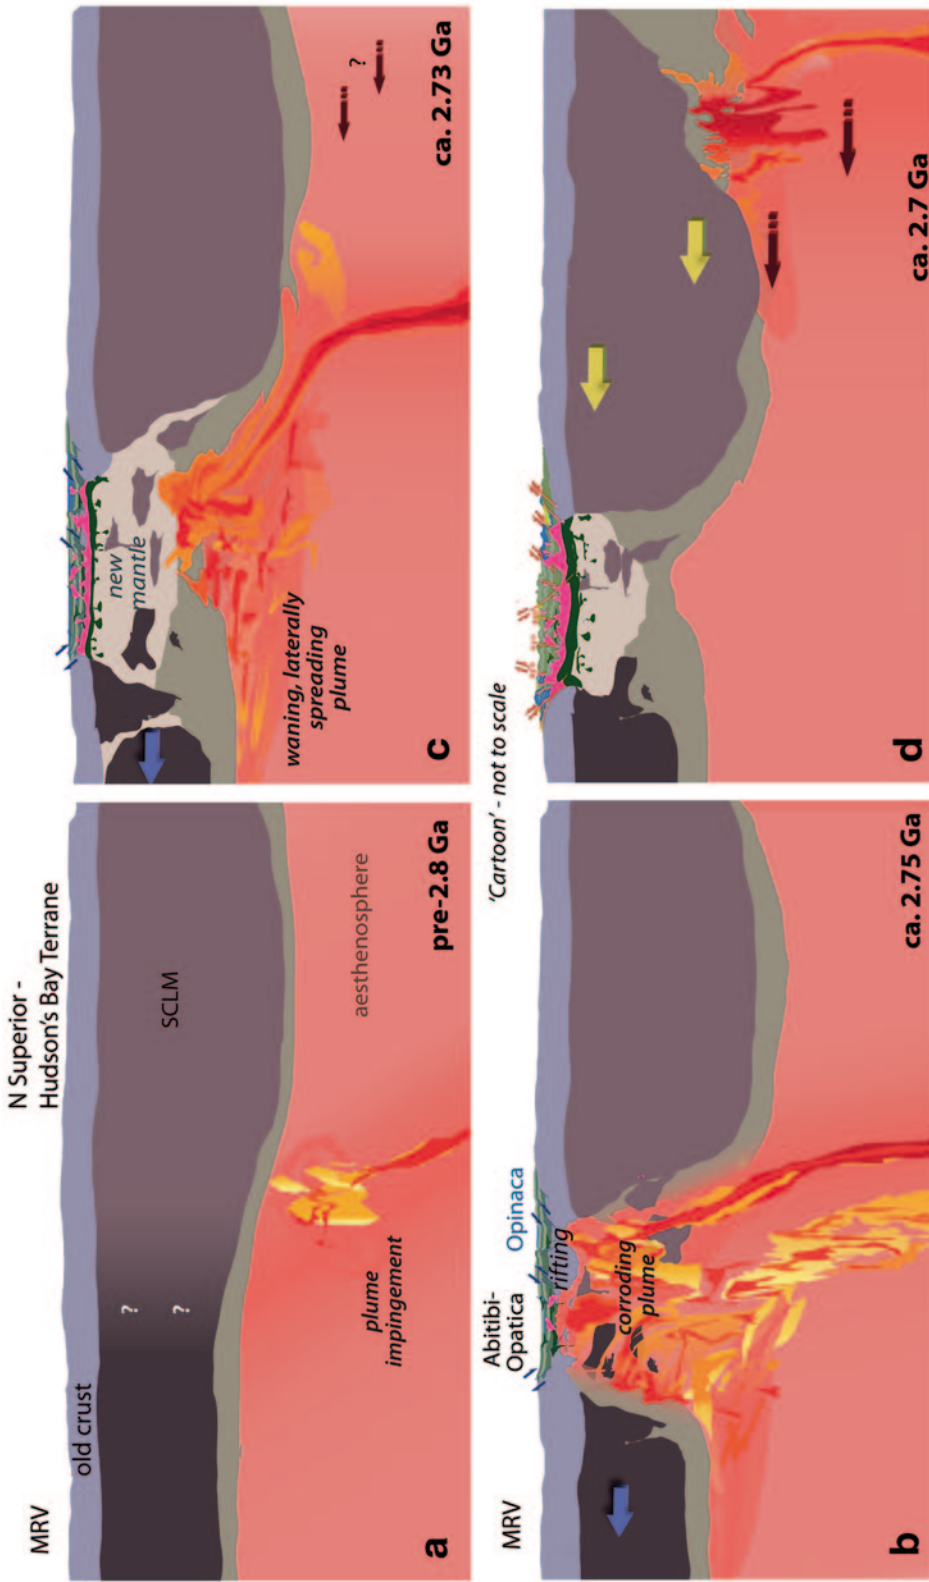 N Superior -
Hudson's Bay Terrane
MRV
old crust
?
?
SCLM
plume
impingement
aesthenosphere
a
pre-2.8 Ga
MRV
Abitibi-
Opatica
Opinaca
rifting
corroding
plume
b
ca. 2.75 Ga
new
mantle
waning, laterally
spreading
plume
?
c
ca. 2.73 Ga
'Cartoon' - not to scale
d
ca. 2.7 Ga